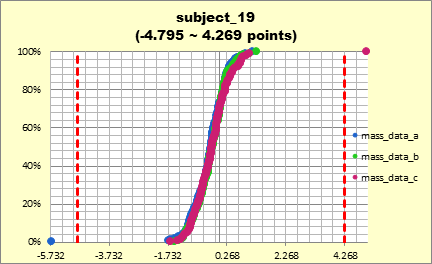 subject_19
(-4.795 ~ 4.269 points)
100%
80%
60%
40%
20%
0%
mass_data_a
mass_data_b
mass_data_c
-5.732
-3.732
-1.732
0.268
2.268
4.268